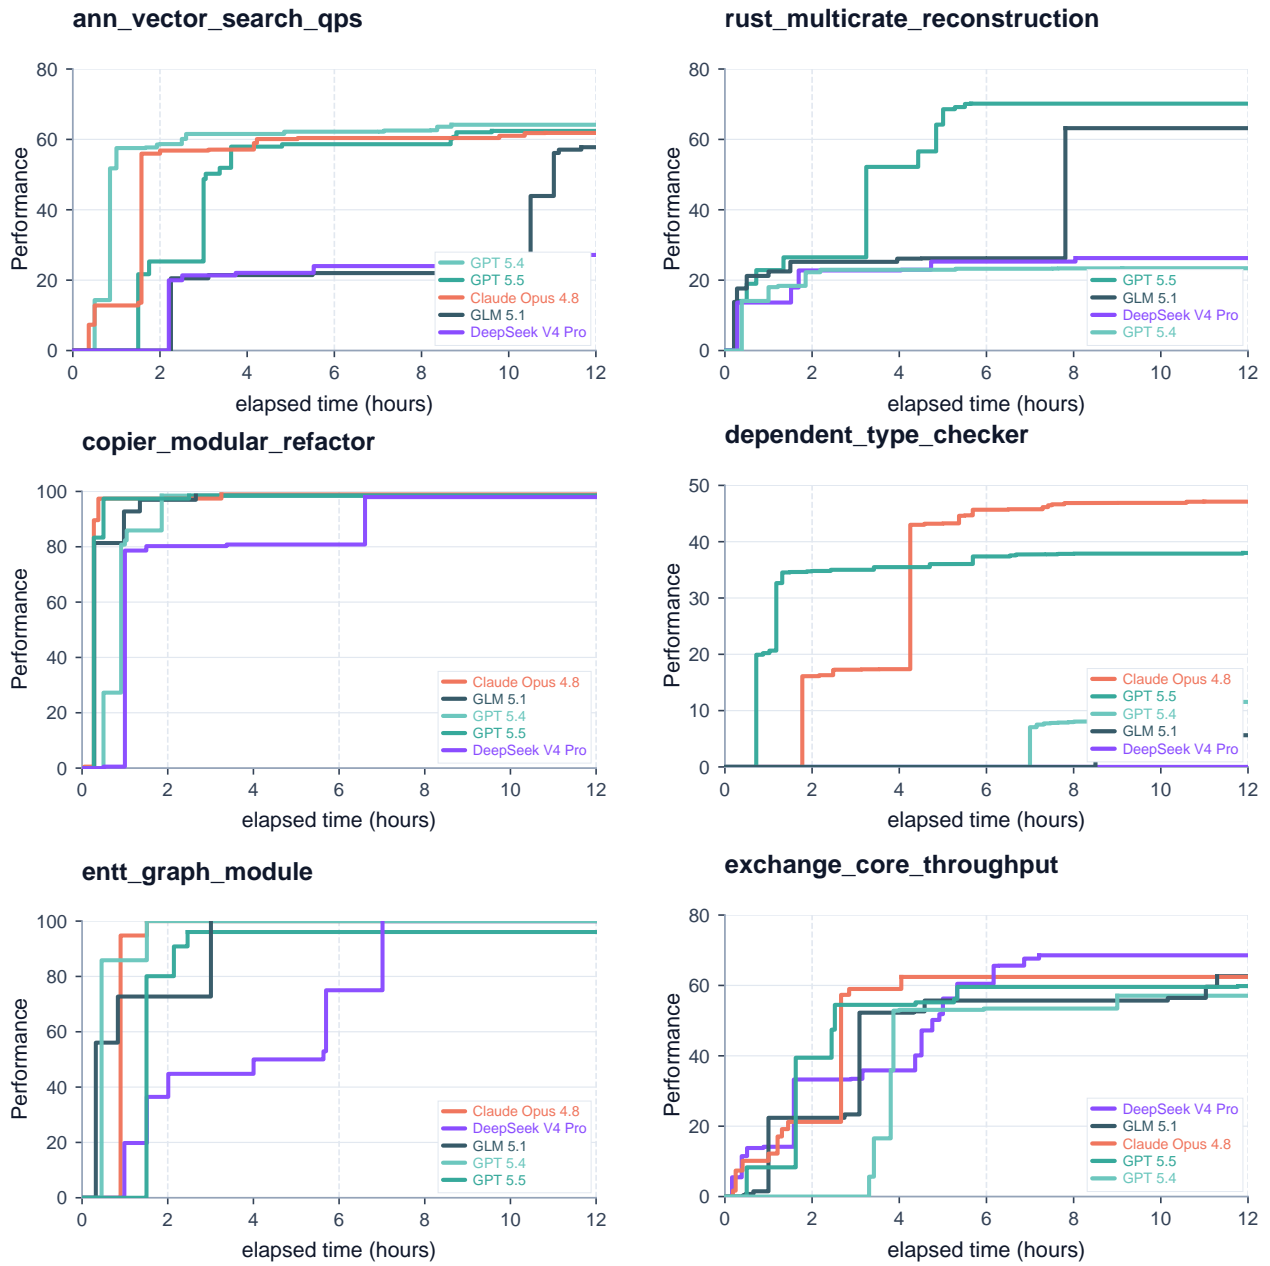 ann_vector_search_qps
Performance
80
60
40
20
0
0 2 4 6 8 10 12
elapsed time (hours)
GPT 5.4
GPT 5.5
Claude Opus 4.8
GLM 5.1
DeepSeek V4 Pro
rust_multicrate_reconstruction
Performance
80
60
40
20
0
0 2 4 6 8 10 12
elapsed time (hours)
GPT 5.5
GLM 5.1
DeepSeek V4 Pro
GPT 5.4
copier_modular_refactor
Performance
100
80
60
40
20
0
0 2 4 6 8 10 12
elapsed time (hours)
Claude Opus 4.8
GLM 5.1
GPT 5.4
GPT 5.5
DeepSeek V4 Pro
dependent_type_checker
Performance
50
40
30
20
10
0
0 2 4 6 8 10 12
elapsed time (hours)
Claude Opus 4.8
GPT 5.5
GPT 5.4
GLM 5.1
DeepSeek V4 Pro
entt_graph_module
Performance
100
80
60
40
20
0
0 2 4 6 8 10 12
elapsed time (hours)
Claude Opus 4.8
DeepSeek V4 Pro
GLM 5.1
GPT 5.4
GPT 5.5
exchange_core_throughput
Performance
80
60
40
20
0
0 2 4 6 8 10 12
elapsed time (hours)
DeepSeek V4 Pro
GLM 5.1
Claude Opus 4.8
GPT 5.5
GPT 5.4